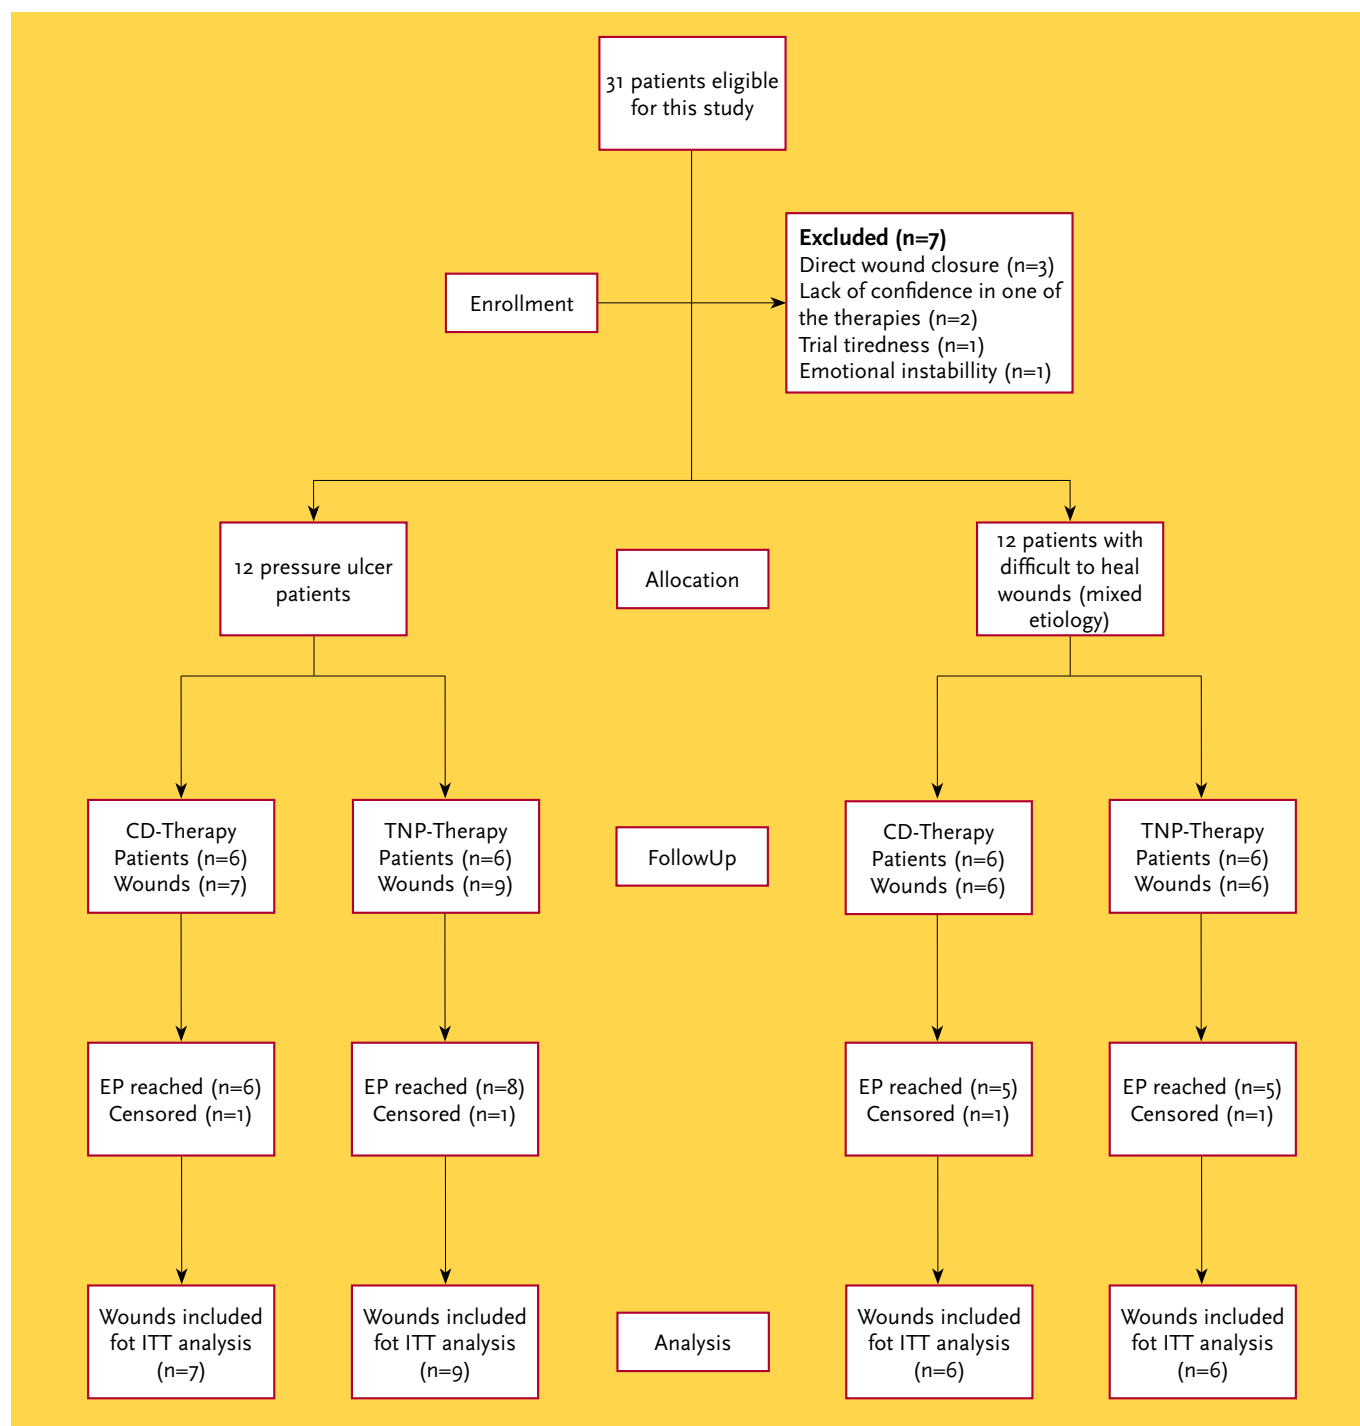 31 patients eligible
for this study
Excluded (n=7)
Direct wound closure (n=3)
Lack of confidence in one of
the therapies (n=2)
Trial tiredness (n=1)
Emotional instabillity (n=1)
Enrollment
12 pressure ulcer
patients
Allocation
12 patients with
difficult to heal
wounds (mixed
etiology)
CD-Therapy
Patients (n=6)
Wounds (n=7)
TNP-Therapy
Patients (n=6)
Wounds (n=9)
FollowUp
CD-Therapy
Patients (n=6)
Wounds (n=6)
TNP-Therapy
Patients (n=6)
Wounds (n=6)
EP reached (n=6)
Censored (n=1)
EP reached (n=8)
Censored (n=1)
EP reached (n=5)
Censored (n=1)
EP reached (n=5)
Censored (n=1)
Wounds included
fot ITT analysis
(n=7)
Wounds included
fot ITT analysis
(n=9)
Analysis
Wounds included
fot ITT analysis
(n=6)
Wounds included
fot ITT analysis
(n=6)